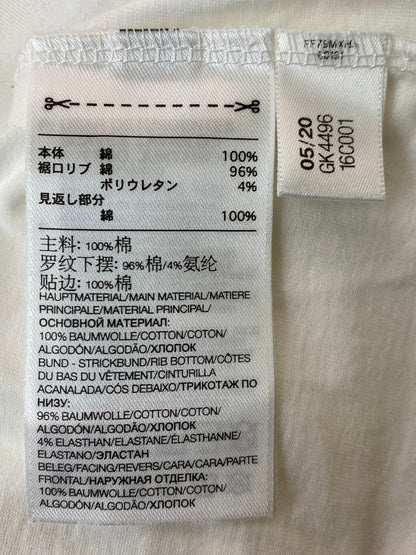 本体 綿 100%
裾口リブ 綿 96%
ポリウレタン 4%
見返し部分
綿 100%
主料: 100%棉
罗纹下摆: 96%棉/4%氨纶
贴边: 100%棉
HAUPTMATERIAL/MAIN MATERIAL/MATIERE
PRINCIPALE/MATERIAL PRINCIPAL/
ОСНОВНОЙ МАТЕРИАЛ:
100% BAUMWOLLE/COTTON/COTON/
ALGODÓN/ALGODÃO/ХЛОПОК
BUND - STRICKBUND/RIB BOTTOM/CÔTES
DU BAS DU VÊTEMENT/CINTURILLA
ACANALADA/CÓS DEBAIXO/ТРИКОТАЖ ПО
НИЗУ:
96% BAUMWOLLE/COTTON/COTON/
ALGODÓN/ALGODÃO/ХЛОПОК
4% ELASTHAN/ELASTANE/ÉLASTHANNE/
ELASTANO/ЭЛАСТАН
BELEG/FACING/REVERS/CARA/CARA/PARTE
FRONTAL/НАРУЖНАЯ ОТДЕЛКА:
100% BAUMWOLLE/COTTON/COTON/
ALGODÓN/ALGODÃO/ХЛОПОК
05/20
GK4496
16C001